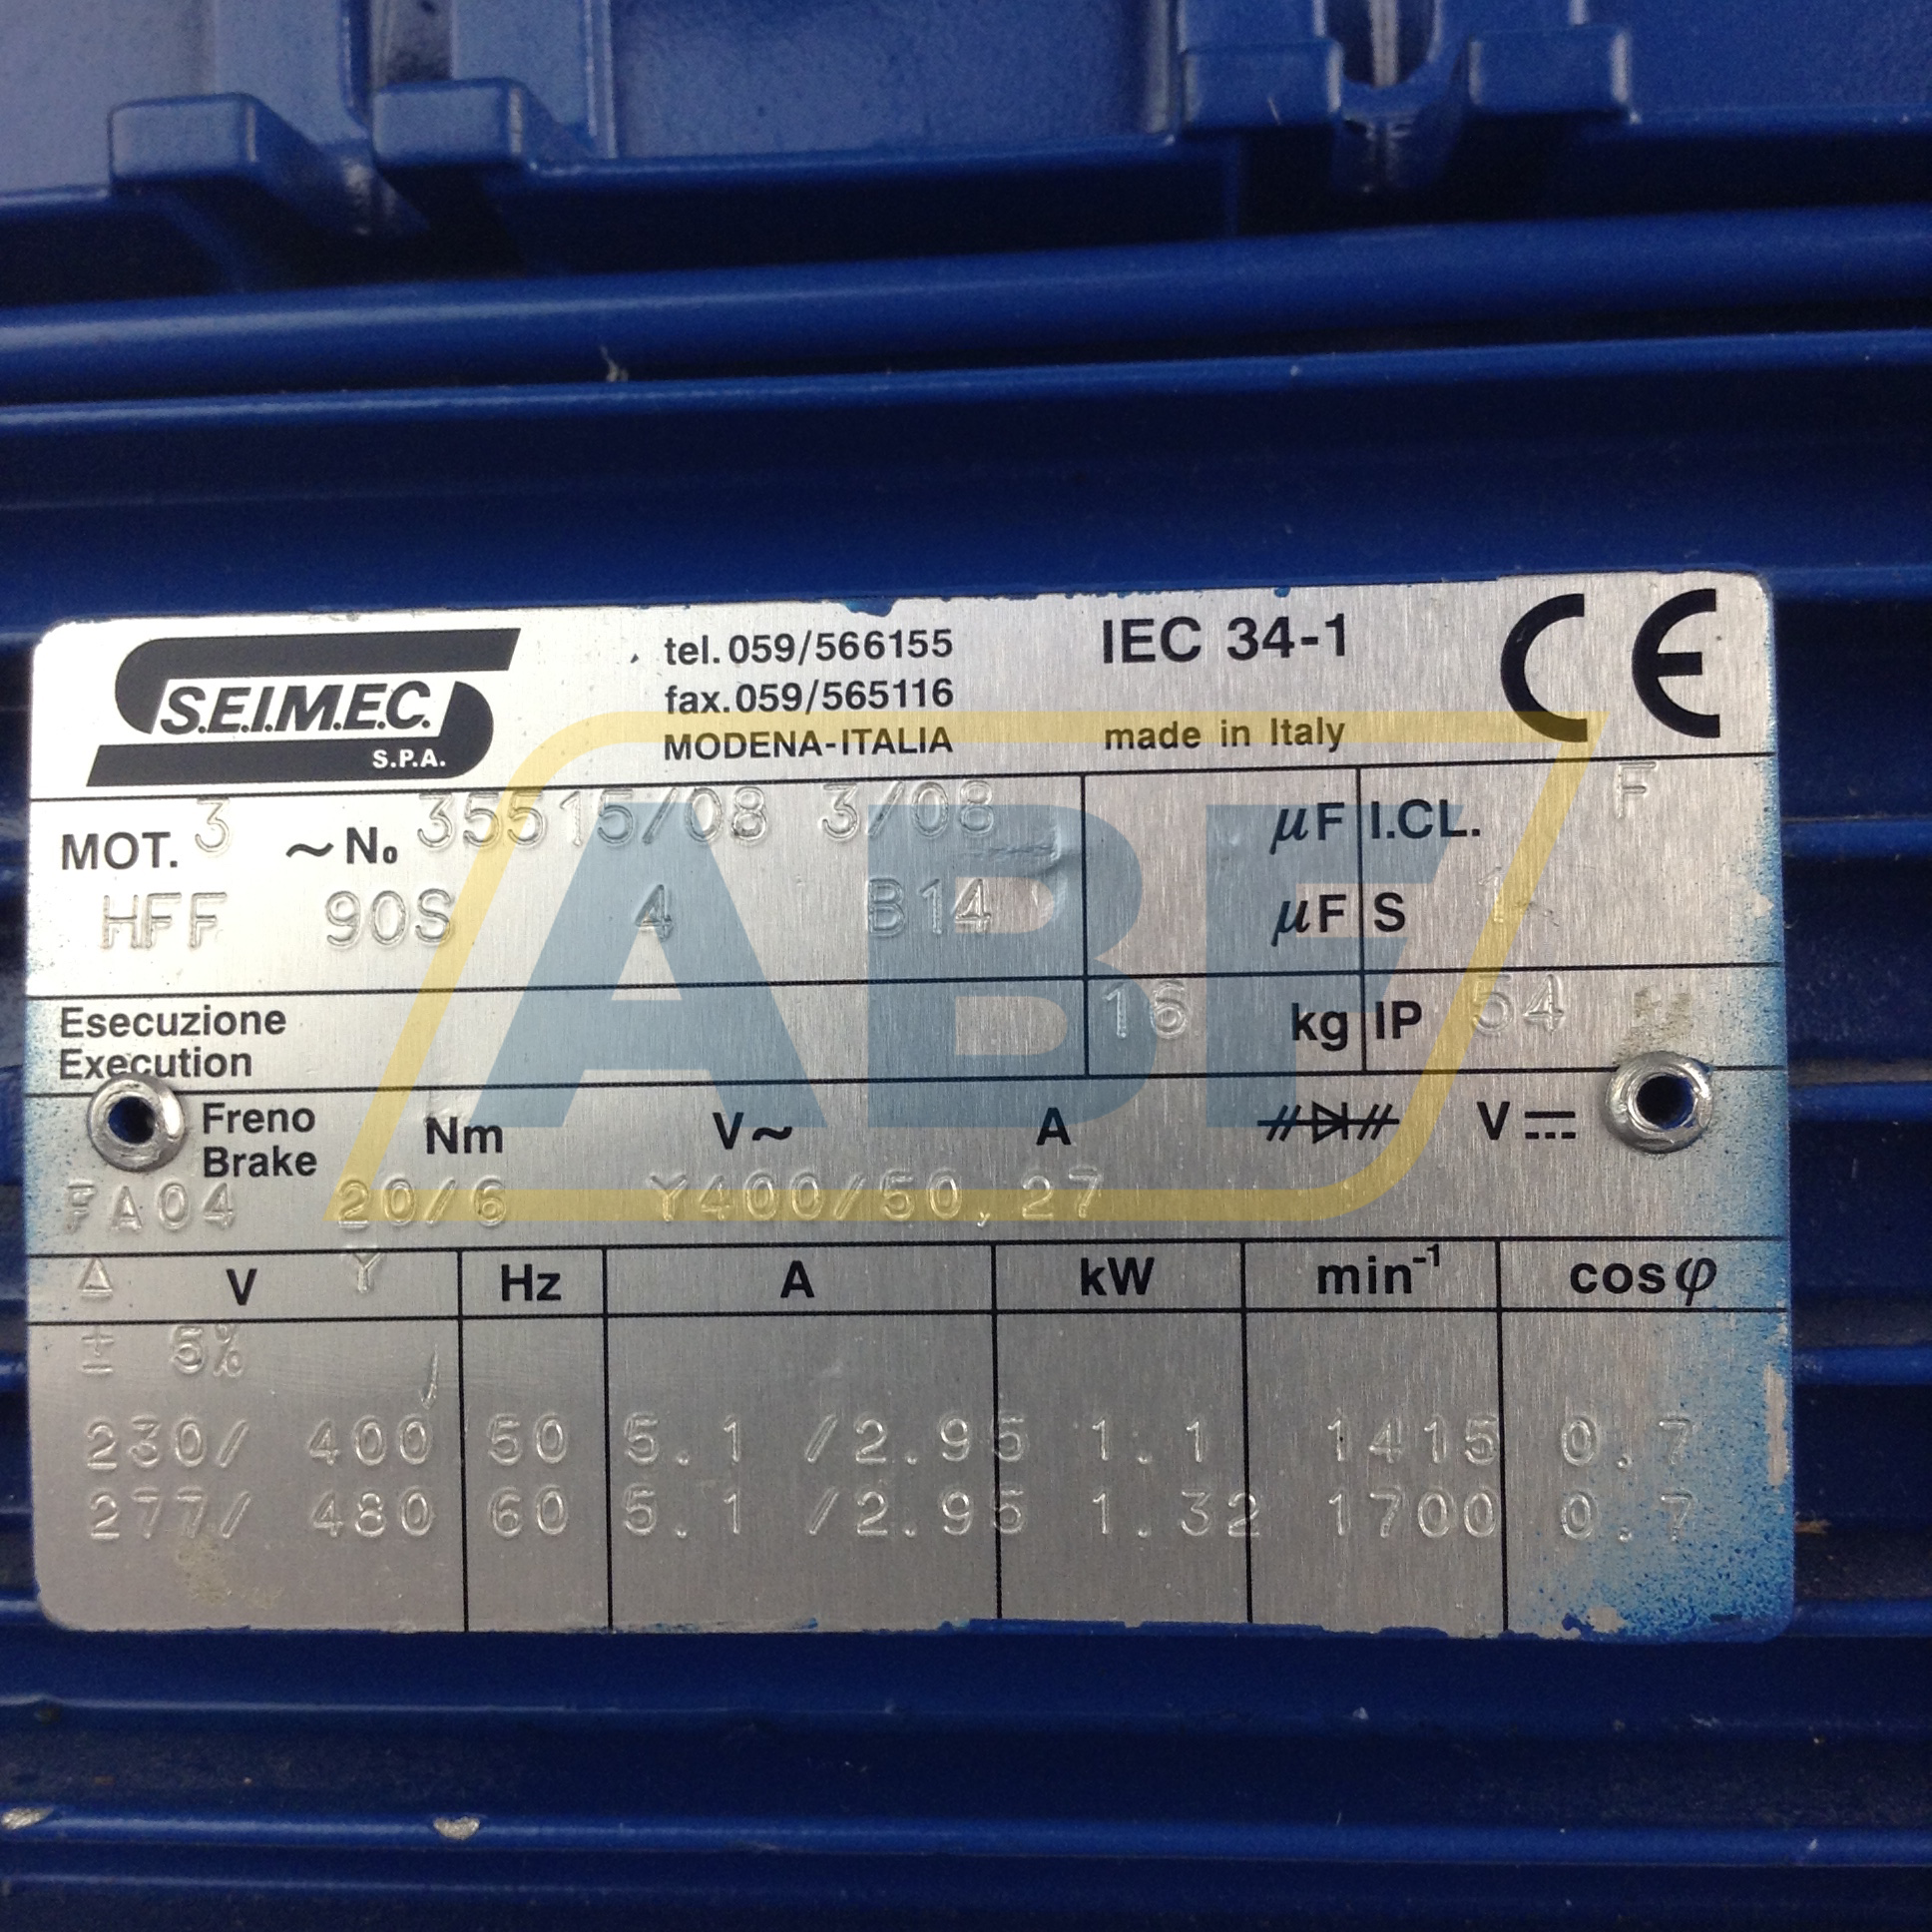 S.E.I.M.E.C.
S.P.A.
tel.059/566155
fax.059/565116
MODENA-ITALIA
IEC 34-1
made in Italy
CE
MOT. 3 ~No 35515/08 3/08
µF I.CL. F
HFF 90S 4 B14
µF S 1
Esecuzione
Execution
16 kg IP 54
Freno
Brake
Nm V~ A V
FA04 20/6 Y400/50,27
Δ V Y Hz A kW min-1 cosφ
± 5%
230/ 400 50 5.1 /2.95 1.1 1415 0.7
277/ 480 60 5.1 /2.95 1.32 1700 0.7
ABF